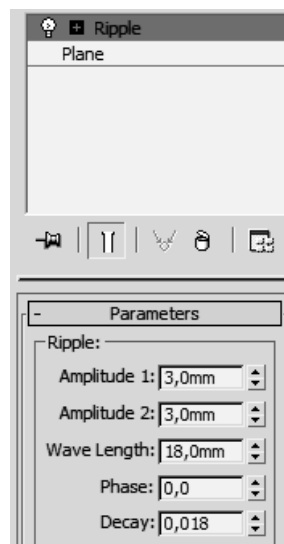 Ripple
Plane
- Parameters
Ripple:
Amplitude 1: 3,0mm
Amplitude 2: 3,0mm
Wave Length: 18,0mm
Phase: 0,0
Decay: 0,018